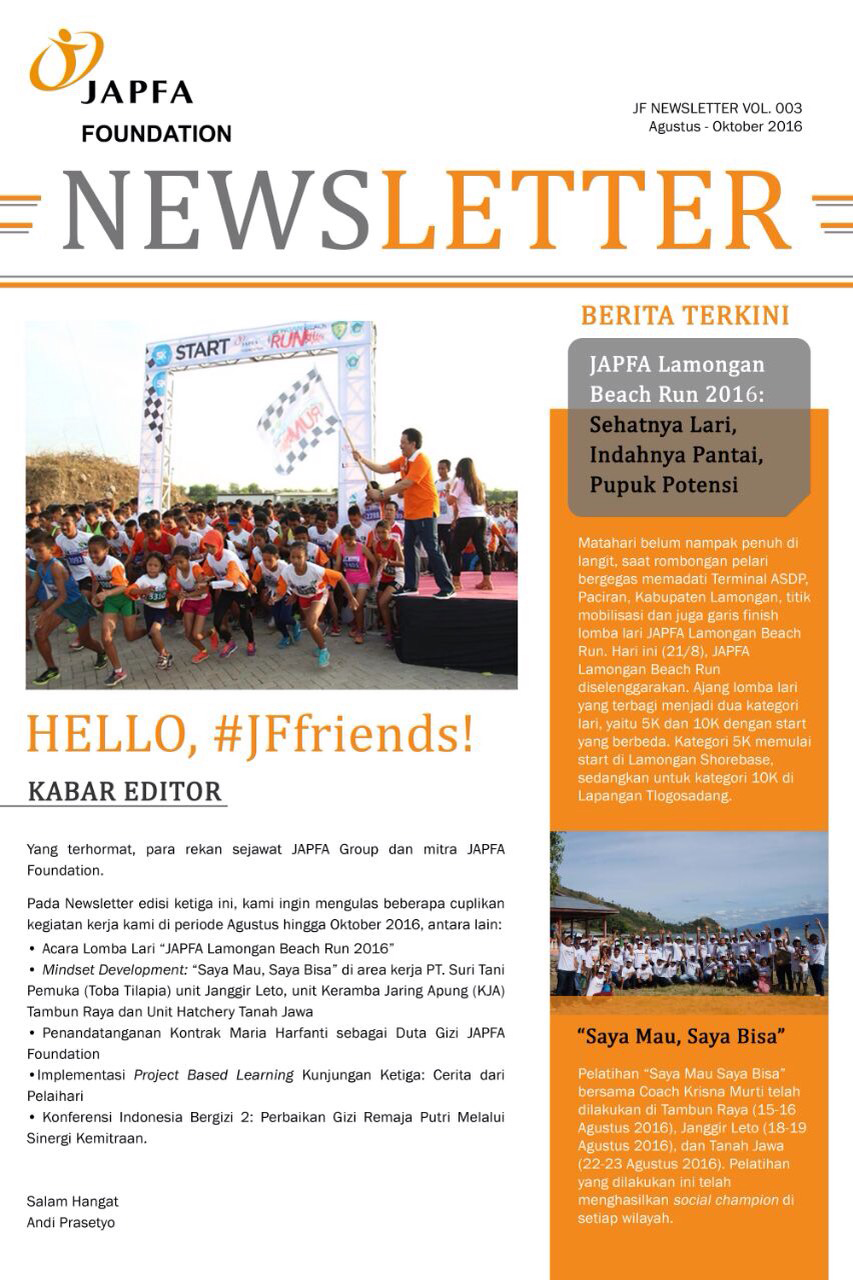 JAPFA
FOUNDATION
JF NEWSLETTER VOL. 003
Agustus - Oktober 2016
NEWSLETTER
START
RUN
5K
HELLO, #JFfriends!
KABAR EDITOR
Yang terhormat, para rekan sejawat JAPFA Group dan mitra JAPFA
Foundation.
Pada Newsletter edisi ketiga ini, kami ingin mengulas beberapa cuplikan
kegiatan kerja kami di periode Agustus hingga Oktober 2016, antara lain:
• Acara Lomba Lari “JAPFA Lamongan Beach Run 2016”
• Mindset Development: “Saya Mau, Saya Bisa” di area kerja PT. Suri Tani
Pemuka (Toba Tilapia) unit Janggir Leto, unit Keramba Jaring Apung (KJA)
Tambun Raya dan Unit Hatchery Tanah Jawa
• Penandatanganan Kontrak Maria Harfanti sebagai Duta Gizi JAPFA
Foundation
•Implementasi Project Based Learning Kunjungan Ketiga: Cerita dari
Pelaihari
• Konferensi Indonesia Bergizi 2: Perbaikan Gizi Remaja Putri Melalui
Sinergi Kemitraan.
Salam Hangat
Andi Prasetyo
BERITA TERKINI
JAPFA Lamongan
Beach Run 2016:
Sehatnya Lari,
Indahnya Pantai,
Pupuk Potensi
Matahari belum nampak penuh di
langit, saat rombongan pelari
bergegas memadati Terminal ASDP,
Paciran, Kabupaten Lamongan, titik
mobilisasi dan juga garis finish
lomba lari JAPFA Lamongan Beach
Run. Hari ini (21/8), JAPFA
Lamongan Beach Run
diselenggarakan. Ajang lomba lari
yang terbagi menjadi dua kategori
lari, yaitu 5K dan 10K dengan start
yang berbeda. Kategori 5K memulai
start di Lamongan Shorebase,
sedangkan untuk kategori 10K di
Lapangan Tlogosadang.
“Saya Mau, Saya Bisa”
Pelatihan “Saya Mau Saya Bisa”
bersama Coach Krisna Murti telah
dilakukan di Tambun Raya (15-16
Agustus 2016), Janggir Leto (18-19
Agustus 2016), dan Tanah Jawa
(22-23 Agustus 2016). Pelatihan
yang dilakukan ini telah
menghasilkan social champion di
setiap wilayah.